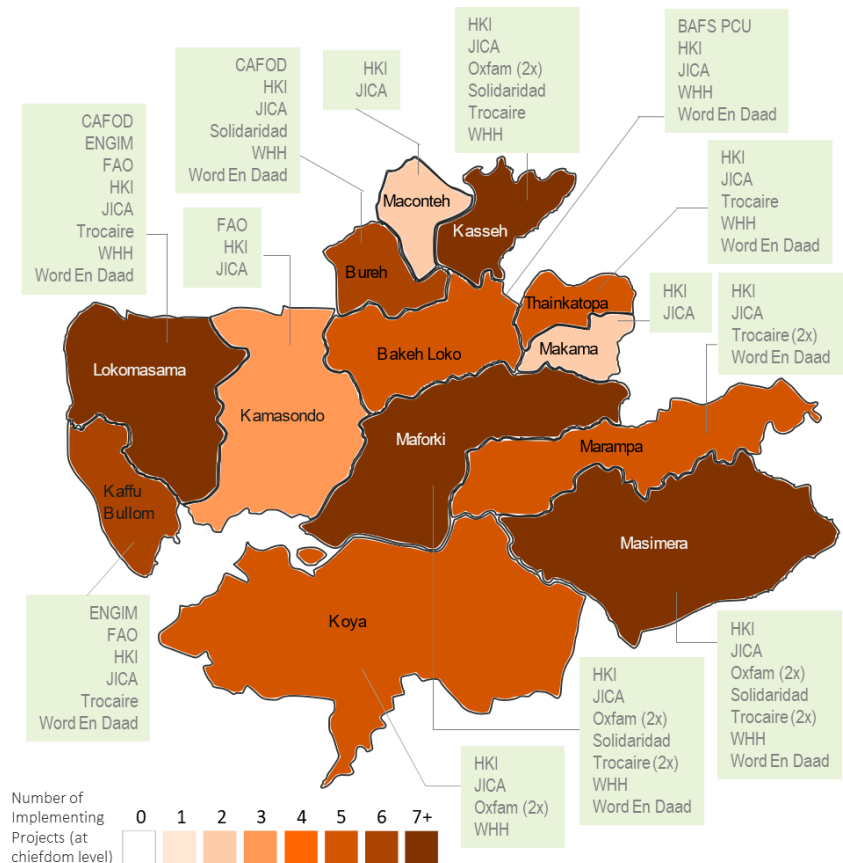 HKI
JICA
Oxfam (2x)
Solidaridad
Trocaire
WHH
BAFS PCU
HKI
JICA
WHH
Word En Daad
CAFOD
HKI
JICA
Solidaridad
WHH
Word En Daad
HKI
JICA
CAFOD
ENGIM
FAO
HKI
JICA
Trocaire
WHH
Word En Daad
HKI
JICA
Trocaire
WHH
Word En Daad
FAO
HKI
JICA
HKI
JICA
HKI
JICA
Trocaire (2x)
Word En Daad
Maconteh
Kasseh
Bureh
Thainkatopa
Makama
Bakeh Loko
Lokomasama
Kamasondo
Maforki
Marampa
Kaffu
Bullom
Masimera
Koya
ENGIM
FAO
HKI
JICA
Trocaire
Word En Daad
HKI
JICA
Oxfam (2x)
Solidaridad
Trocaire (2x)
WHH
Word En Daad
HKI
JICA
Oxfam (2x)
Solidaridad
Trocaire (2x)
WHH
Word En Daad
HKI
JICA
Oxfam (2x)
WHH
Number of
Implementing
Projects (at
chiefdom level)
0 1 2 3 4 5 6 7+